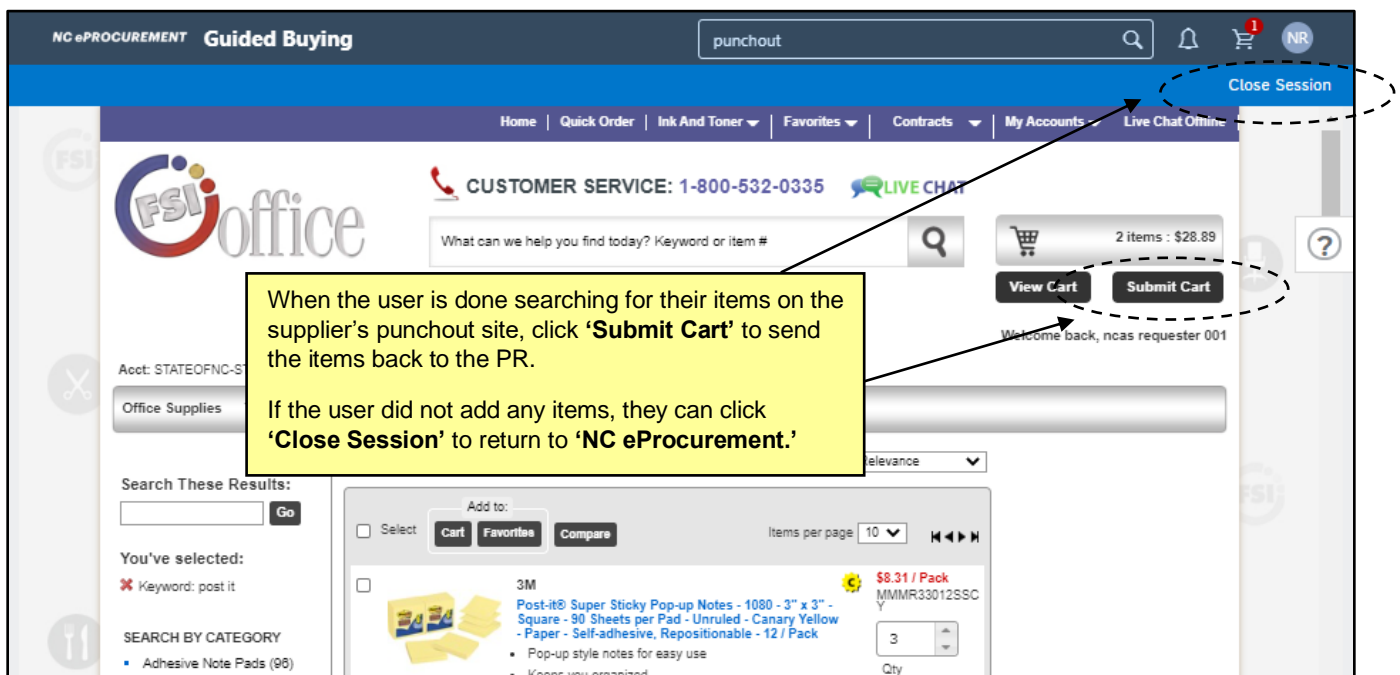 NC ePROCUREMENT Guided Buying
punchout
1
NR
Close Session
Home | Quick Order | Ink And Toner | Favorites | Contracts | My Accounts Live Chat Offline
FSI
FSI office
CUSTOMER SERVICE: 1-800-532-0335 LIVE CHAT
What can we help you find today? Keyword or item #
2 items : $28.89
?
View Cart Submit Cart
Welcome back, ncas requester 001
When the user is done searching for their items on the
supplier's punchout site, click 'Submit Cart' to send
the items back to the PR.
If the user did not add any items, they can click
'Close Session' to return to 'NC eProcurement.'
Acct: STATEOFNC-S
Office Supplies
Relevance
Search These Results:
Go
Add to:
Select Cart Favorites Compare
Items per page 10
You've selected:
Keyword: post it
FSI
3M
C
$8.31 / Pack
MMMR33012SSC
Y
Post-it® Super Sticky Pop-up Notes - 1080 - 3" x 3" -
Square - 90 Sheets per Pad - Unruled - Canary Yellow
- Paper - Self-adhesive, Repositionable - 12 / Pack
3
Qty
Pop-up style notes for easy use
Keeps you organized
SEARCH BY CATEGORY
Adhesive Note Pads (96)